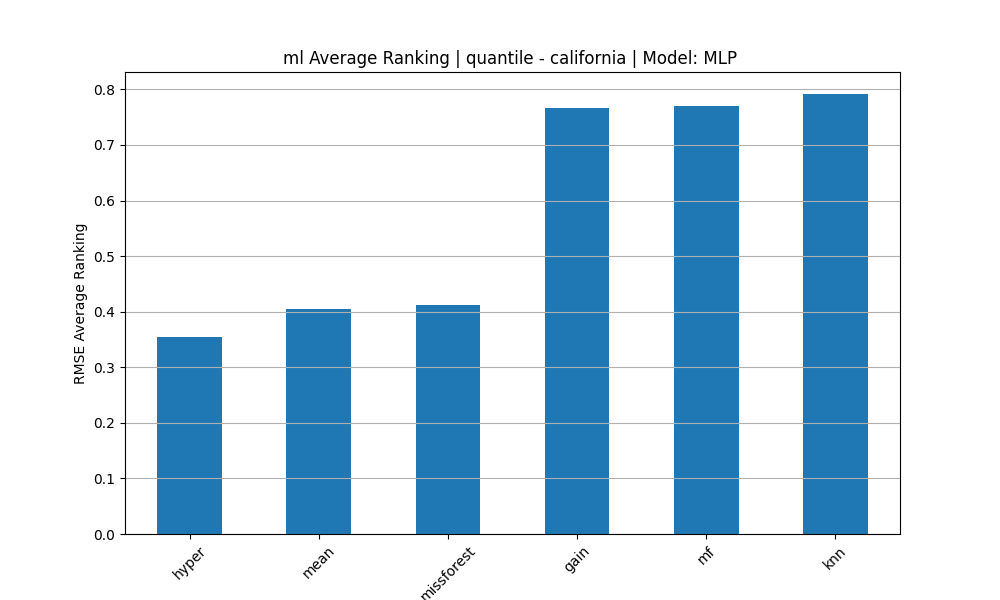 ml Average Ranking | quantile - california | Model: MLP
RMSE Average Ranking
0.8
0.7
0.6
0.5
0.4
0.3
0.2
0.1
0.0
hyper
mean
missforest
gain
mf
knn